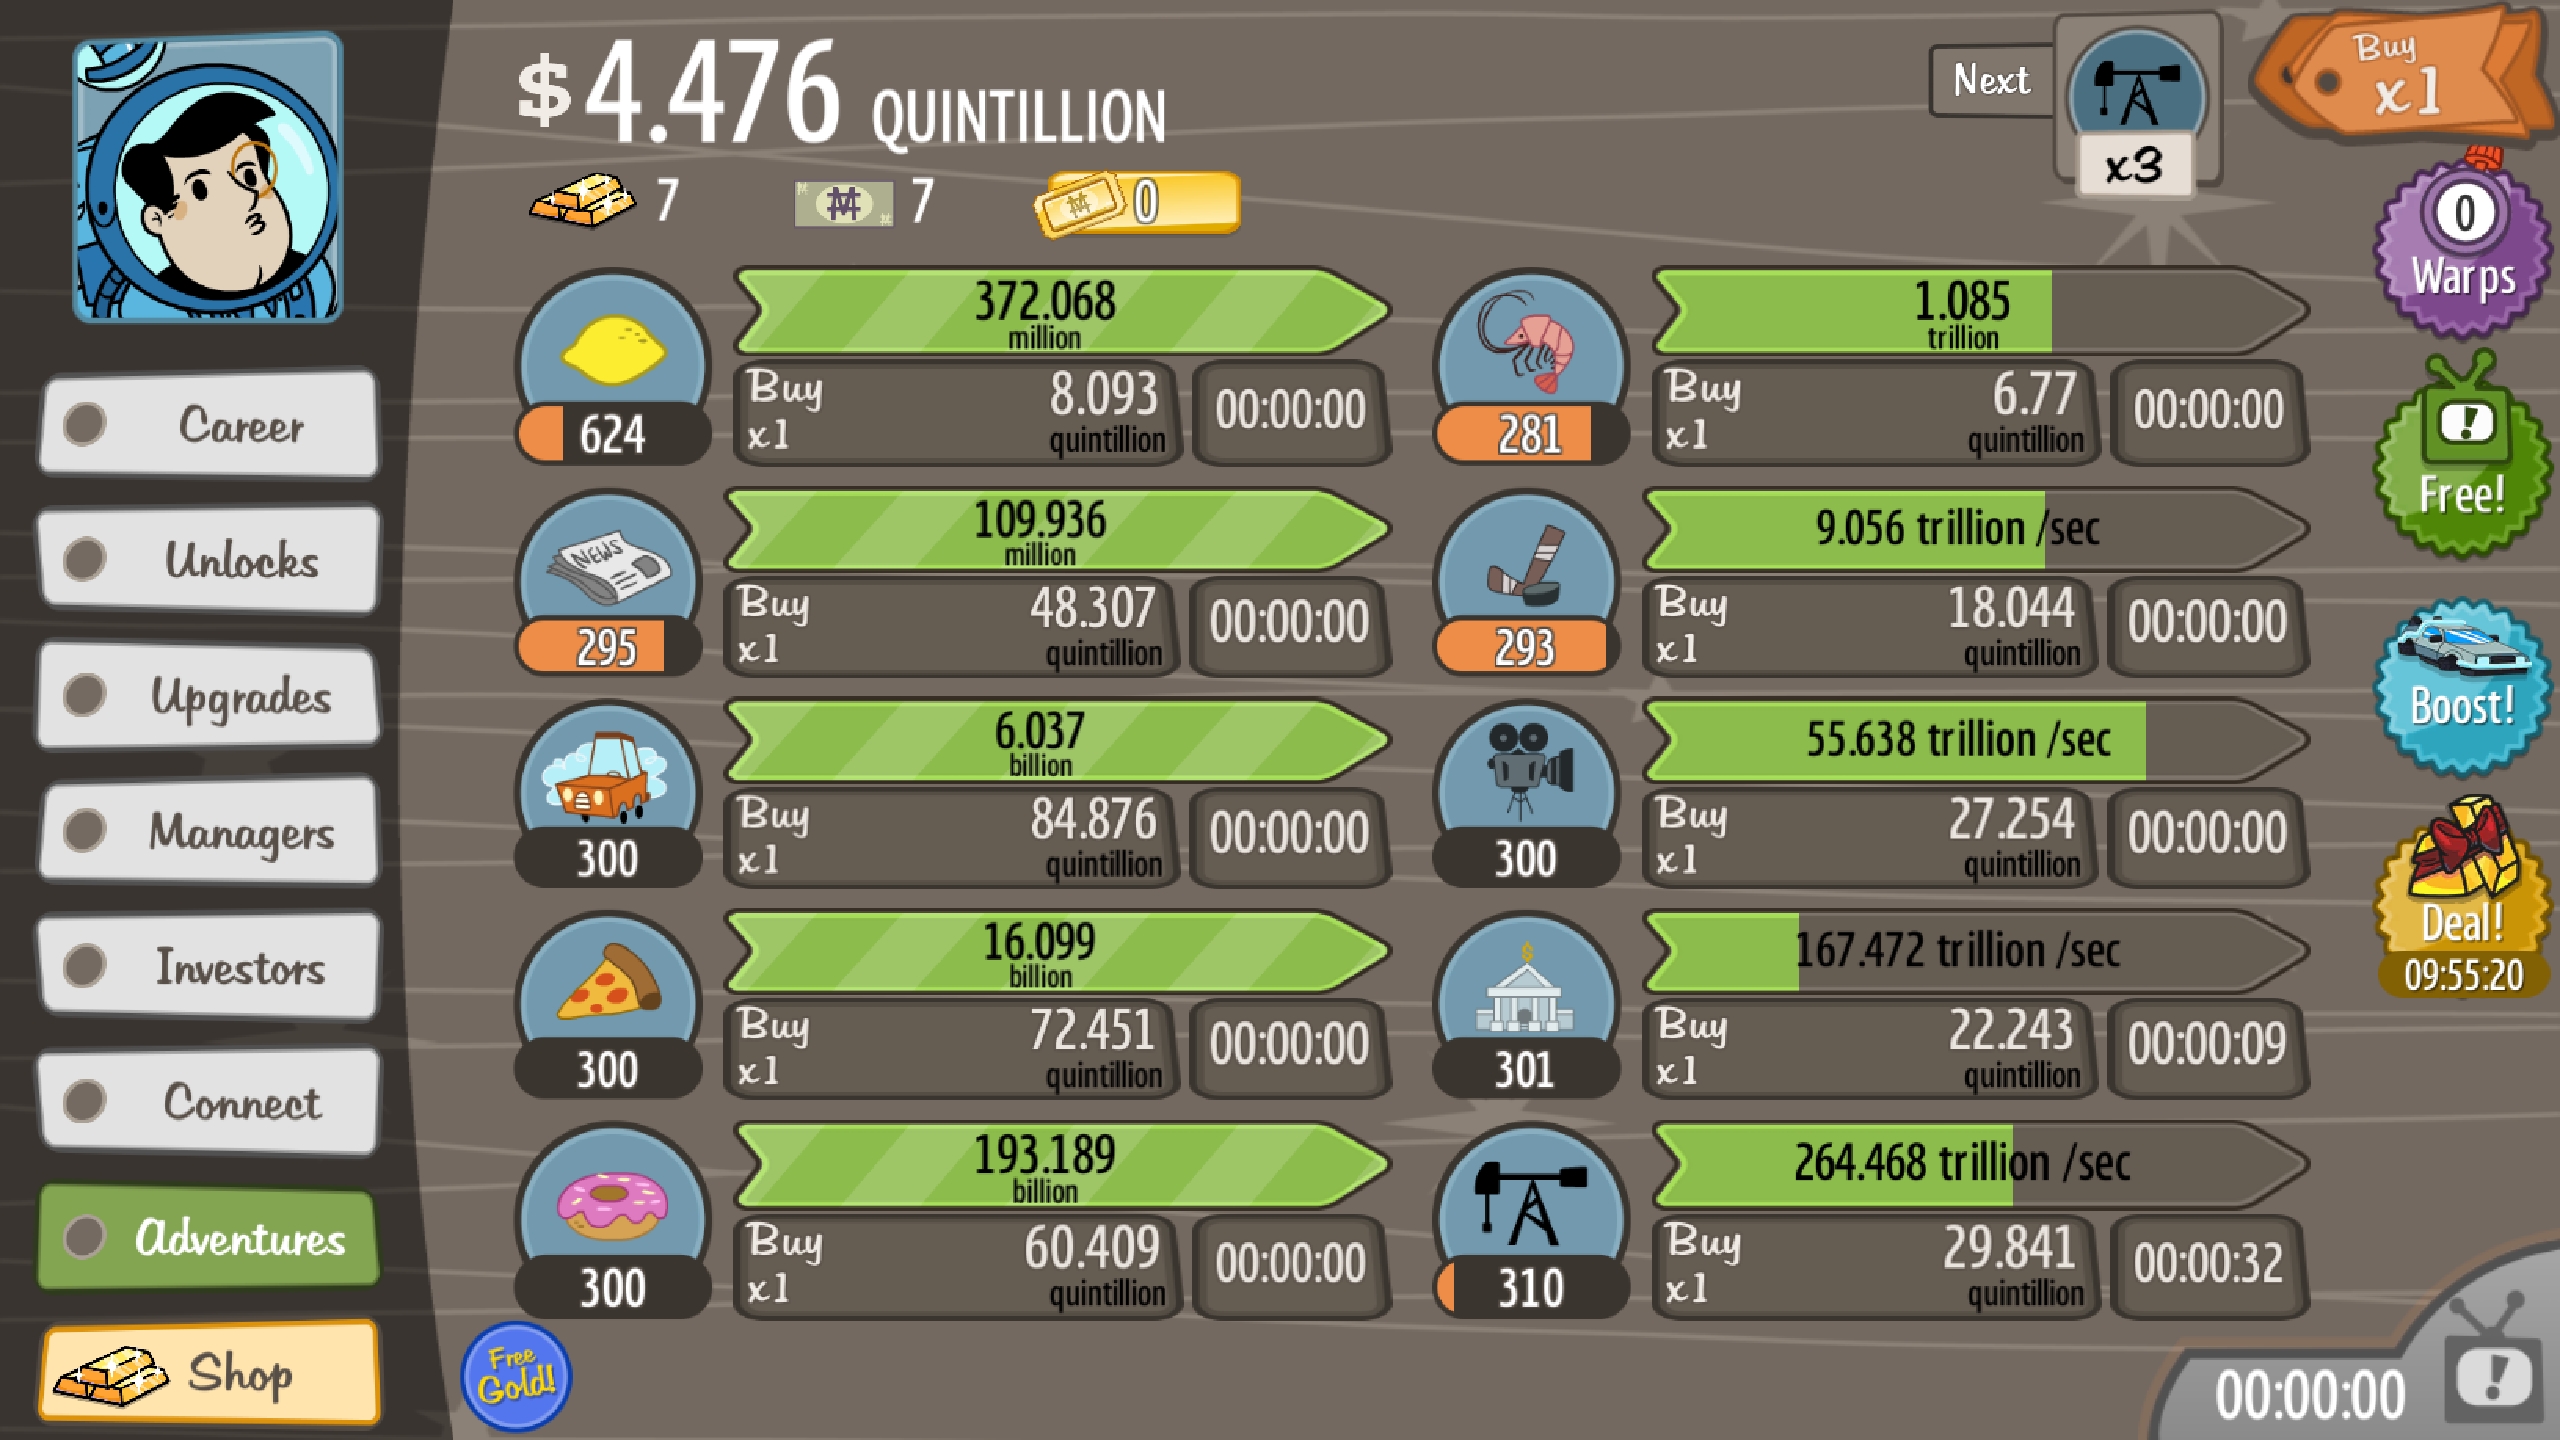 $4.476 QUINTILLION
7
7
0
Next
x3
Buy
x1
Career
Unlocks
Upgrades
Managers
Investors
Connect
Adventures
Shop
372.068
million
624
Buy
x1
8.093
quintillion
00:00:00
NEWS
109.936
million
295
Buy
x1
48.307
quintillion
00:00:00
6.037
billion
300
Buy
x1
84.876
quintillion
00:00:00
16.099
billion
300
Buy
x1
72.451
quintillion
00:00:00
193.189
billion
300
Buy
x1
60.409
quintillion
00:00:00
1.085
trillion
281
Buy
x1
6.77
quintillion
00:00:00
9.056 trillion /sec
293
Buy
x1
18.044
quintillion
00:00:00
55.638 trillion /sec
300
Buy
x1
27.254
quintillion
00:00:00
167.472 trillion /sec
301
Buy
x1
22.243
quintillion
00:00:09
264.468 trillion /sec
310
Buy
x1
29.841
quintillion
00:00:32
0
Warps
!
Free!
Boost!
Deal!
09:55:20
Free
Gold!
00:00:00
!